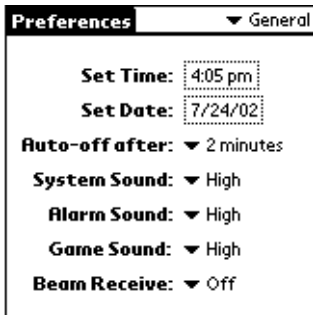 Preferences General
Set Time: 4:05 pm
Set Date: 7/24/02
Auto-off after: 2 minutes
System Sound: High
Alarm Sound: High
Game Sound: High
Beam Receive: Off